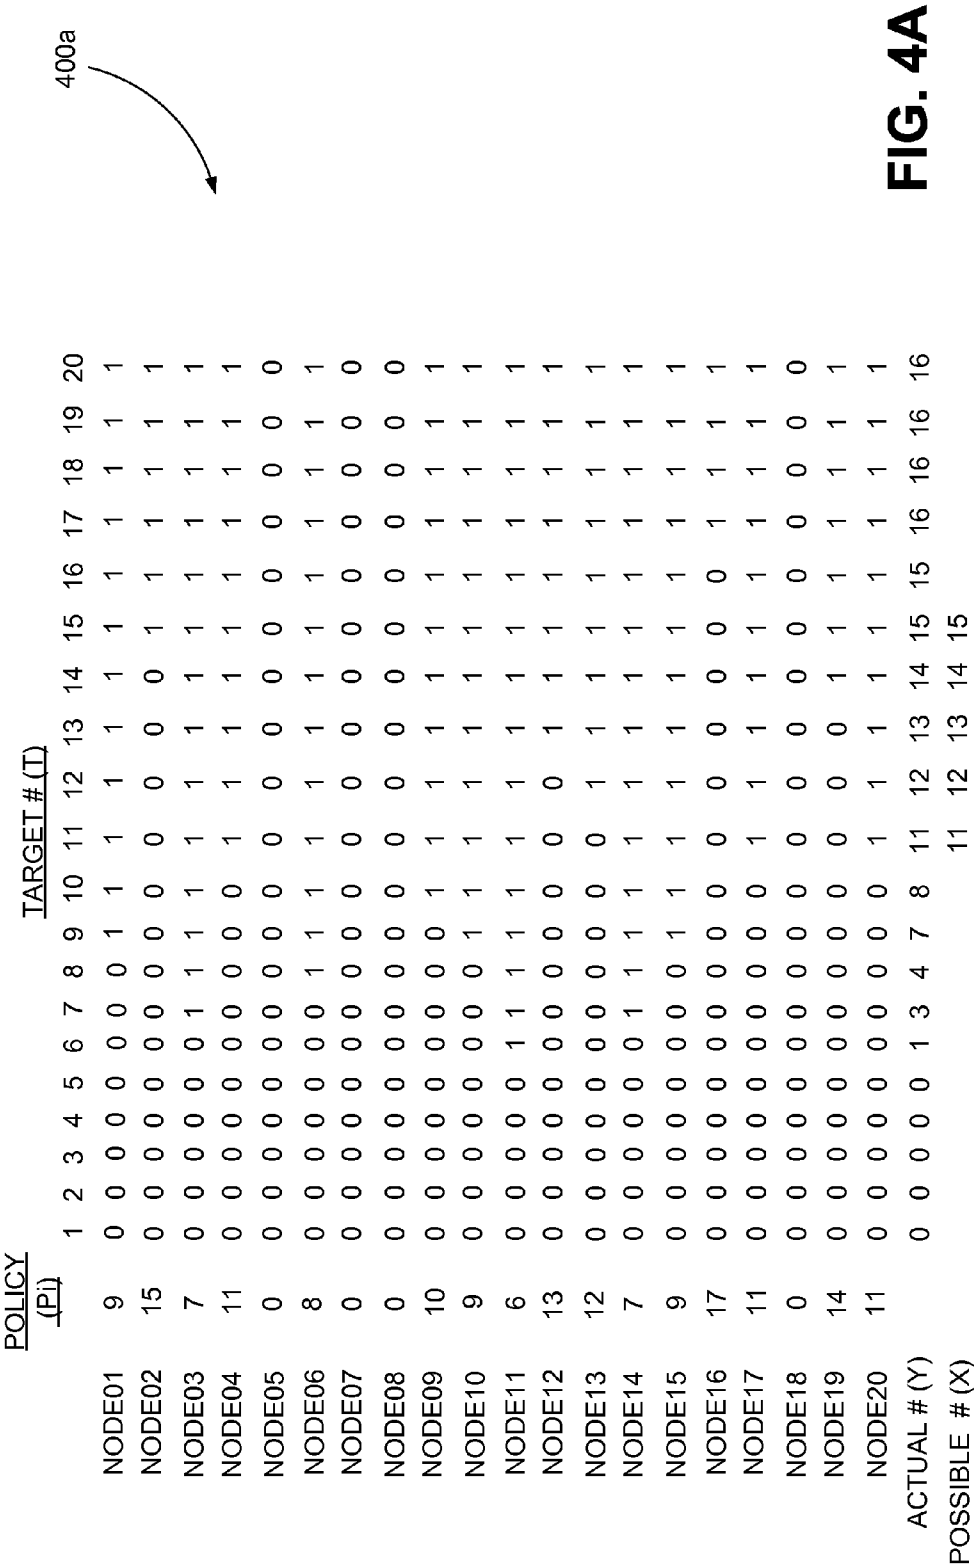 400a
TARGET # (T)
POLICY
(Pi)
1 2 3 4 5 6 7 8 9 10 11 12 13 14 15 16 17 18 19 20
NODE01 9 0 0 0 0 0 0 0 0 1 1 1 1 1 1 1 1 1 1 1 1
NODE02 15 0 0 0 0 0 0 0 0 0 0 0 0 0 0 1 1 1 1 1 1
NODE03 7 0 0 0 0 0 0 1 1 1 1 1 1 1 1 1 1 1 1 1 1
NODE04 11 0 0 0 0 0 0 0 0 0 0 1 1 1 1 1 1 1 1 1 1
NODE05 0 0 0 0 0 0 0 0 0 0 0 0 0 0 0 0 0 0 0 0 0
NODE06 8 0 0 0 0 0 0 0 1 1 1 1 1 1 1 1 1 1 1 1 1
NODE07 0 0 0 0 0 0 0 0 0 0 0 0 0 0 0 0 0 0 0 0 0
NODE08 0 0 0 0 0 0 0 0 0 0 0 0 0 0 0 0 0 0 0 0 0
NODE09 10 0 0 0 0 0 0 0 0 0 1 1 1 1 1 1 1 1 1 1 1
NODE10 9 0 0 0 0 0 0 0 0 1 1 1 1 1 1 1 1 1 1 1 1
NODE11 6 0 0 0 0 0 1 1 1 1 1 1 1 1 1 1 1 1 1 1 1
NODE12 13 0 0 0 0 0 0 0 0 0 0 0 0 1 1 1 1 1 1 1 1
NODE13 12 0 0 0 0 0 0 0 0 0 0 0 1 1 1 1 1 1 1 1 1
NODE14 7 0 0 0 0 0 0 1 1 1 1 1 1 1 1 1 1 1 1 1 1
NODE15 9 0 0 0 0 0 0 0 0 1 1 1 1 1 1 1 1 1 1 1 1
NODE16 17 0 0 0 0 0 0 0 0 0 0 0 0 0 0 0 0 1 1 1 1
NODE17 11 0 0 0 0 0 0 0 0 0 0 1 1 1 1 1 1 1 1 1 1
NODE18 0 0 0 0 0 0 0 0 0 0 0 0 0 0 0 0 0 0 0 0 0
NODE19 14 0 0 0 0 0 0 0 0 0 0 0 0 0 1 1 1 1 1 1 1
NODE20 11 0 0 0 0 0 0 0 0 0 0 1 1 1 1 1 1 1 1 1 1
ACTUAL # (Y) 0 0 0 0 0 1 3 4 7 8 11 12 13 14 15 15 16 16 16 16
POSSIBLE # (X) 11 12 13 14 15
FIG. 4A